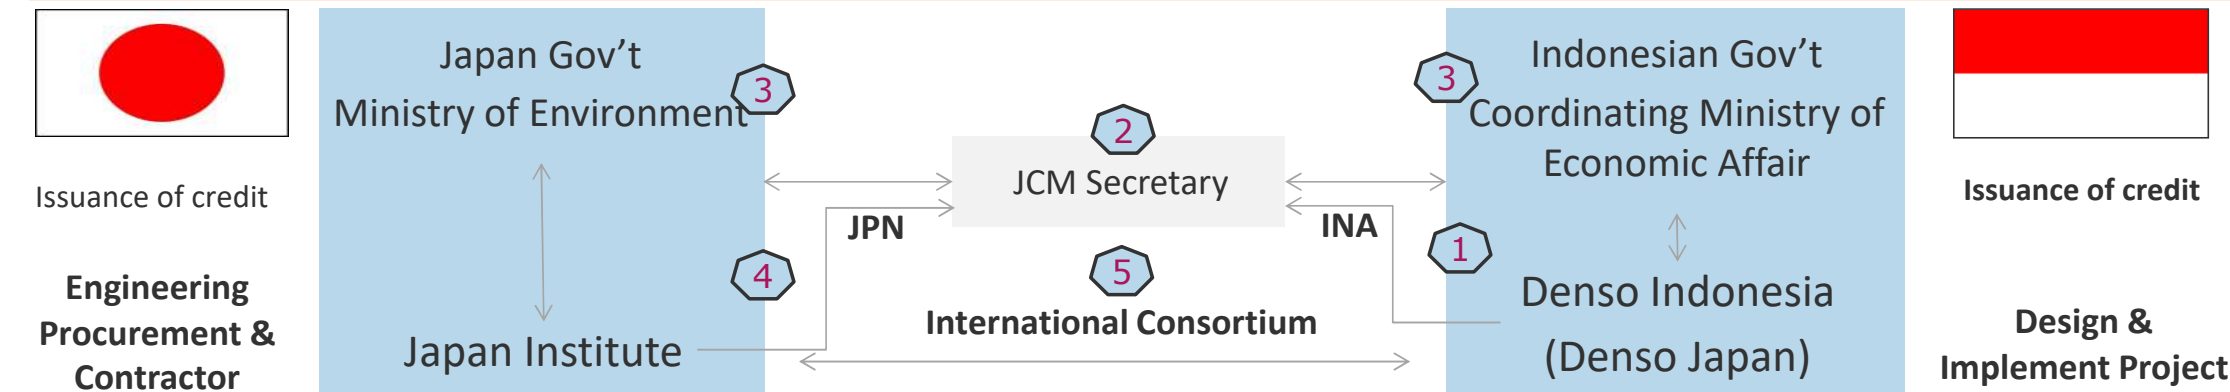 Japan Gov’t
Ministry of Environment
3
Issuance of credit
Engineering
Procurement &
Contractor
4
Japan Institute
2
JCM Secretary
JPN
INA
5
International Consortium
3
Indonesian Gov’t
Coordinating Ministry of
Economic Affair
1
Denso Indonesia
(Denso Japan)
Issuance of credit
Design &
Implement Project